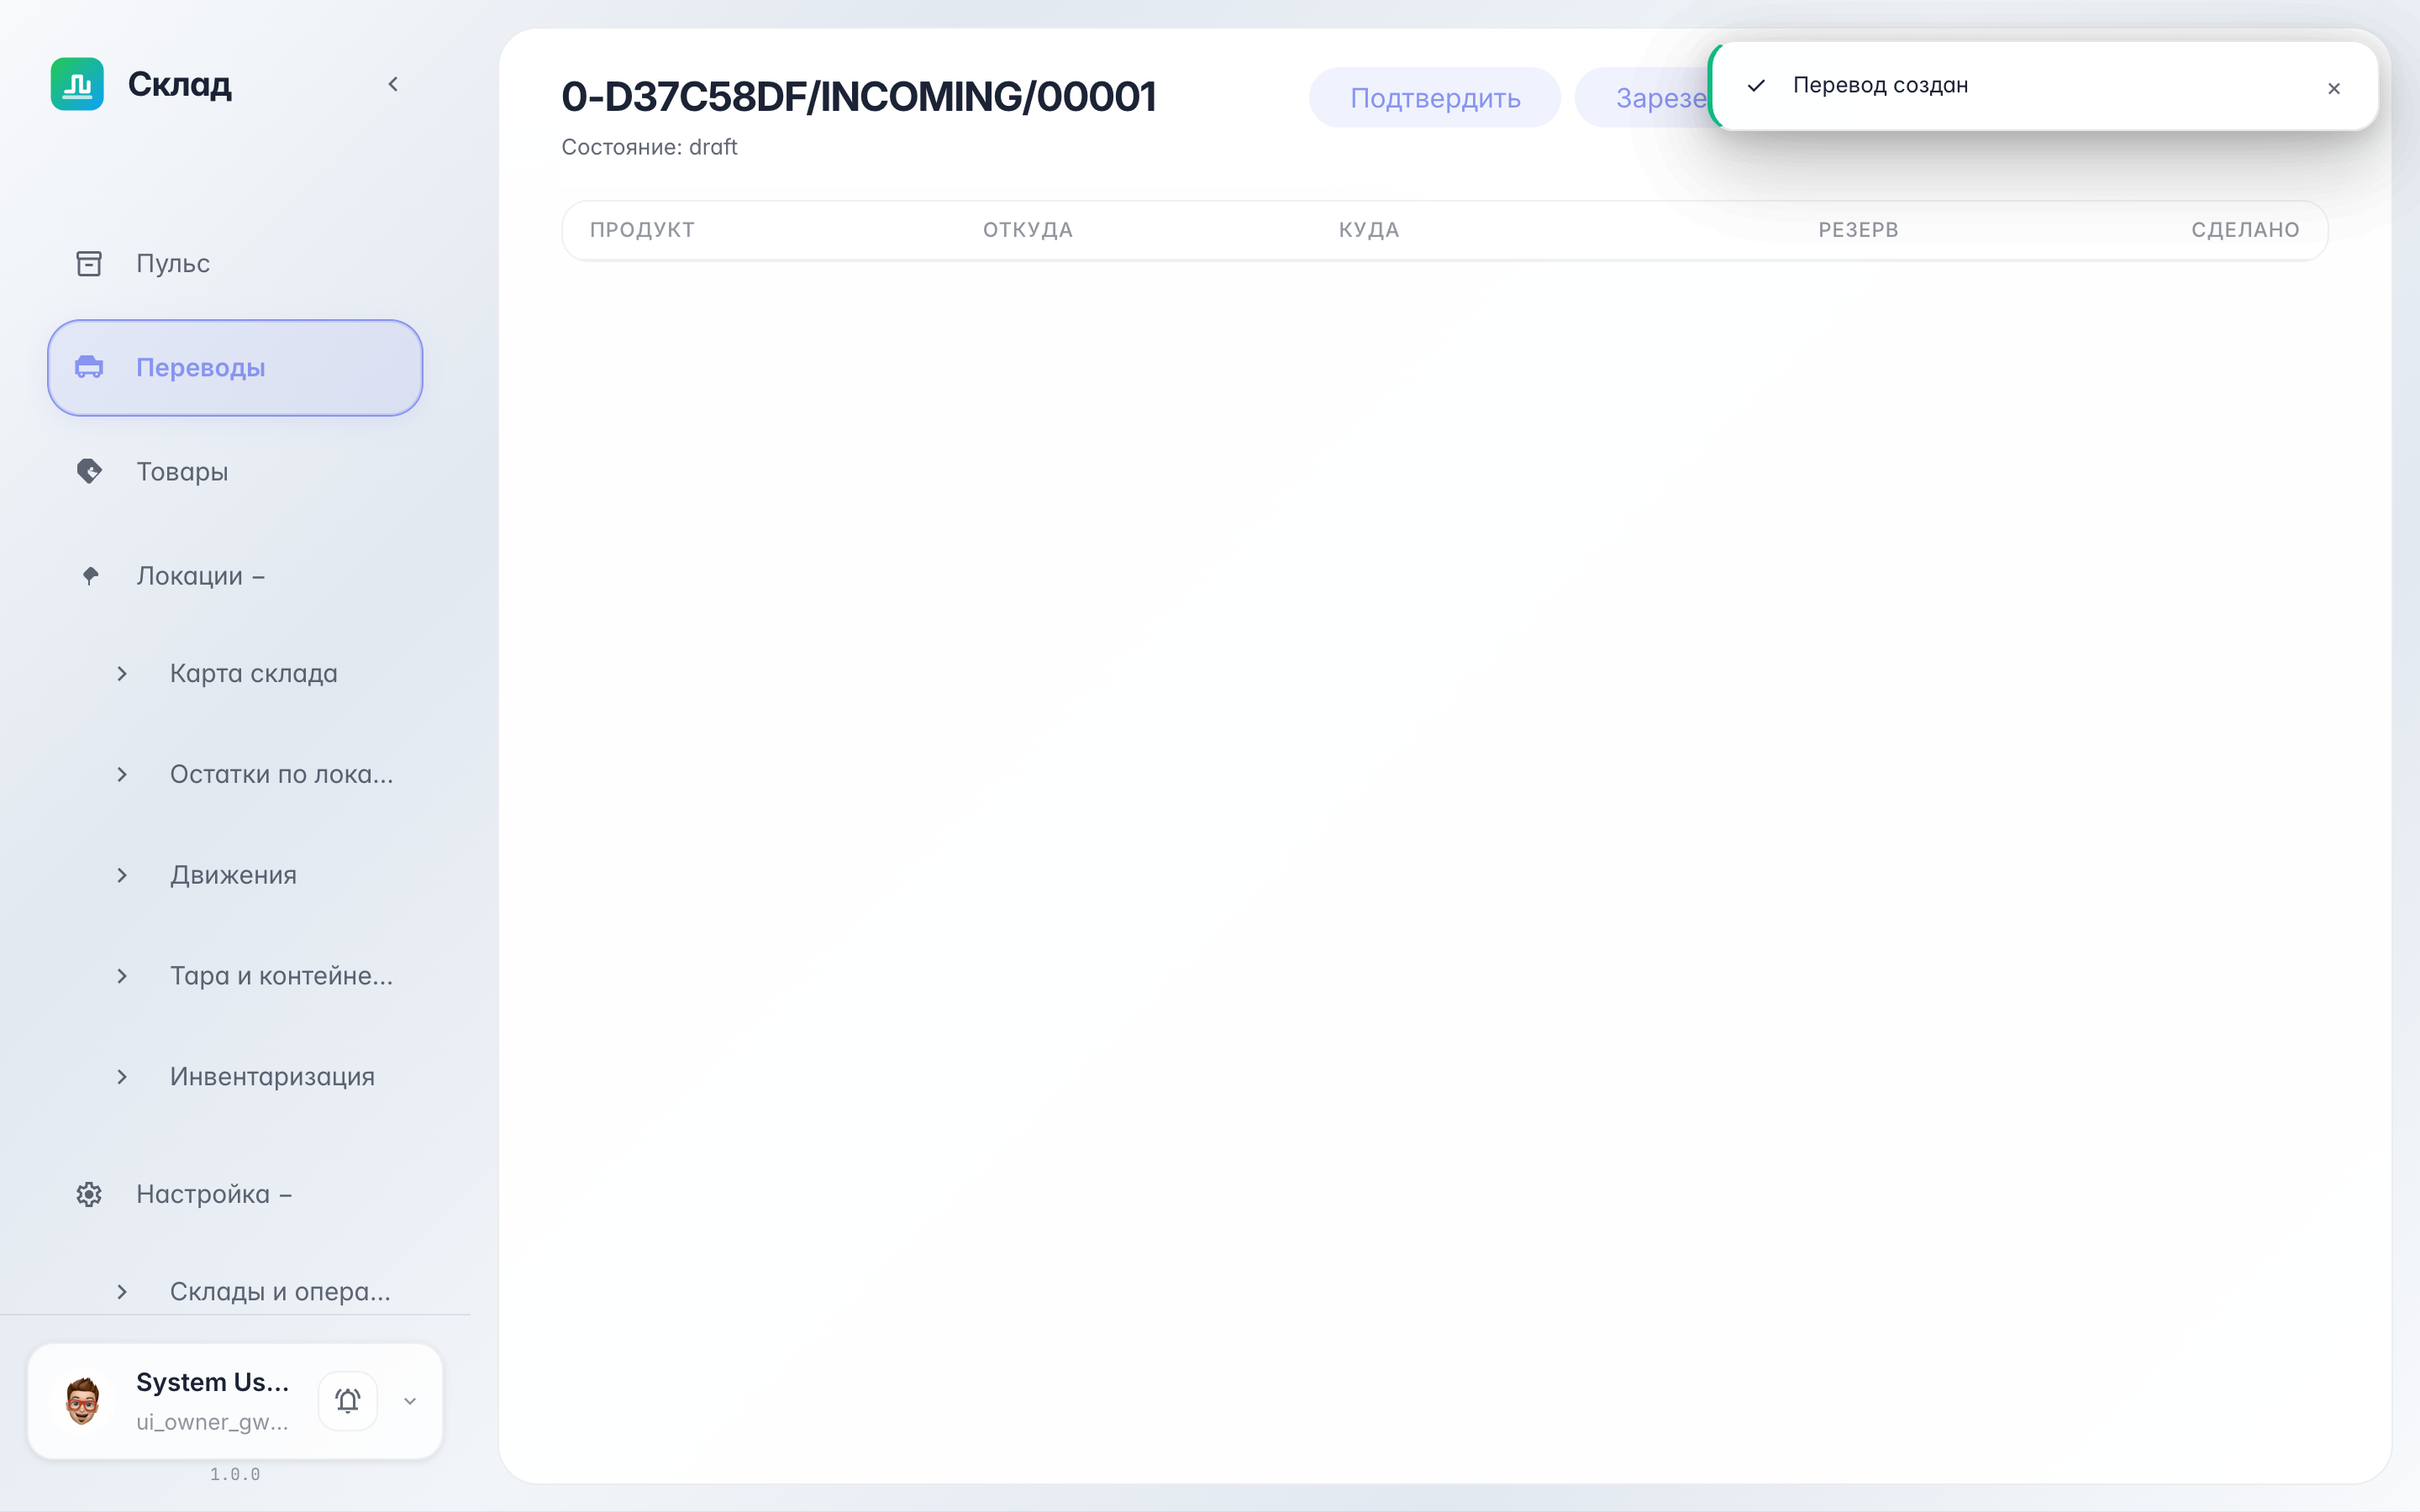 Склад
Пульс
Переводы
Товары
Локации –
Карта склада
Остатки по лока...
Движения
Тара и контейне...
Инвентаризация
Настройка –
Склады и опера...
System Us...
ui_owner_gw...
1.0.0
0-D37C58DF/INCOMING/00001
Состояние: draft
Подтвердить
Зарезе
Перевод создан
ПРОДУКТ ОТКУДА КУДА РЕЗЕРВ СДЕЛАНО